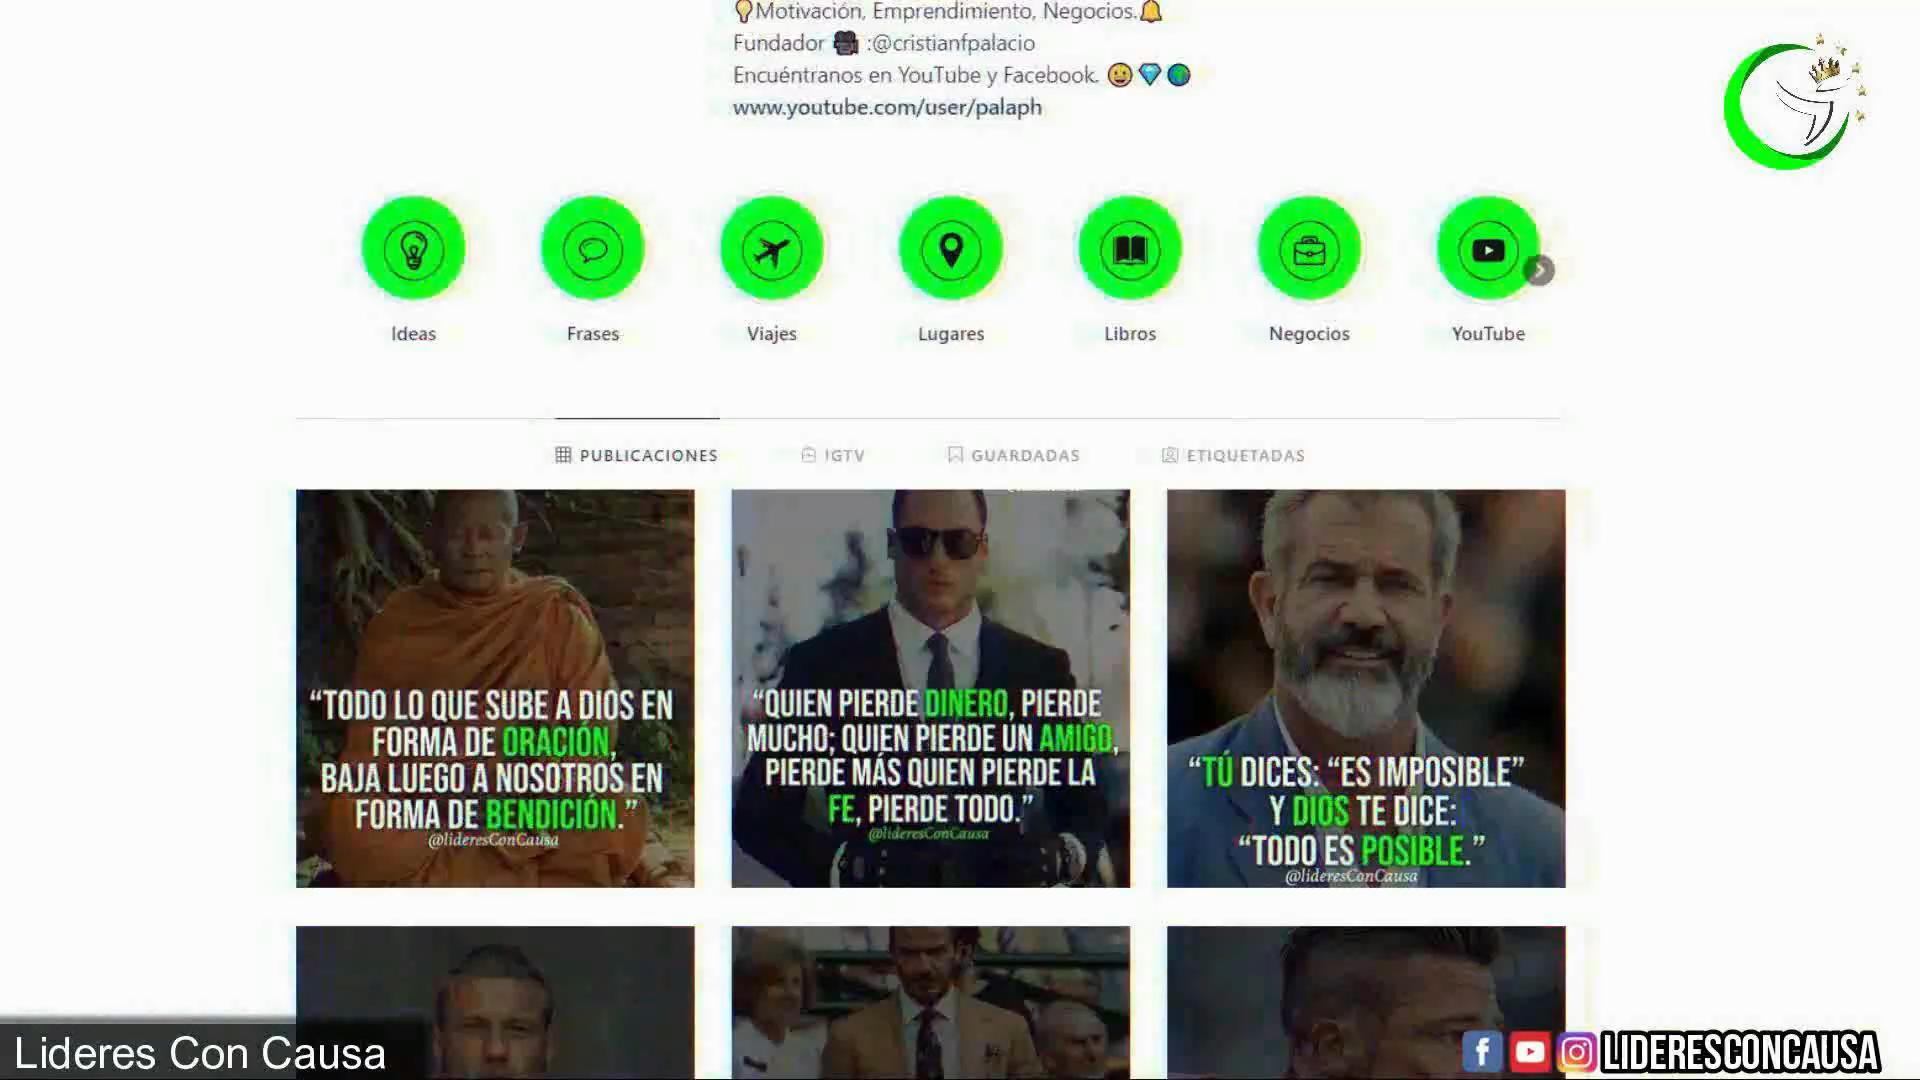 Motivación, Emprendimiento, Negocios.
Fundador :@cristianfpalacio
Encuéntranos en YouTube y Facebook.
www.youtube.com/user/palaph
Ideas
Frases
Viajes
Lugares
Libros
Negocios
YouTube
PUBLICACIONES
IGTV
GUARDADAS
ETIQUETADAS
“TODO LO QUE SUBE A DIOS EN
FORMA DE ORACIÓN,
BAJA LUEGO A NOSOTROS EN
FORMA DE BENDICIÓN.”
@lideresConCausa
“QUIEN PIERDE DINERO, PIERDE
MUCHO; QUIEN PIERDE UN AMIGO,
PIERDE MÁS QUIEN PIERDE LA
FE, PIERDE TODO.”
@lideresConCausa
“TÚ DICES: “ES IMPOSIBLE”
Y DIOS TE DICE:
“TODO ES POSIBLE.”
@lideresConCausa
Lideres Con Causa
LIDERESCONCAUSA